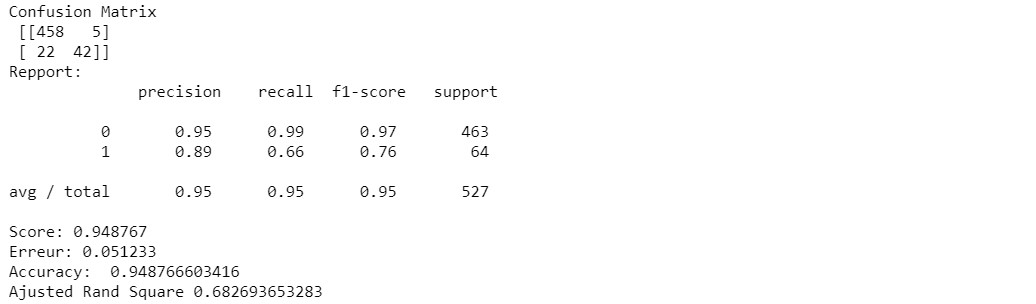 Confusion Matrix
[[458   5]
[ 22  42]]
Repport:
precision    recall  f1-score   support
0       0.95      0.99      0.97       463
1       0.89      0.66      0.76        64
avg / total       0.95      0.95      0.95       527
Score: 0.948767
Erreur: 0.051233
Accuracy:  0.948766603416
Ajusted Rand Square 0.682693653283